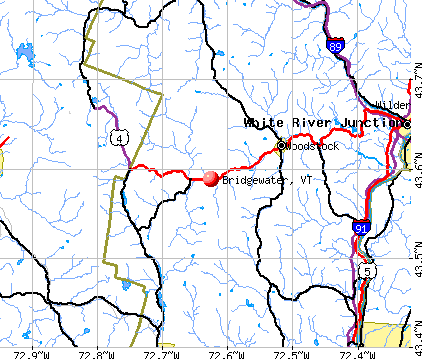 89
43.7°N
Wilder
White River Junction
4
Woodstock
43.6°N
Bridgewater, VT
91
43.5°N
5
43.4°N
72.9°W 72.8°W 72.7°W 72.6°W 72.5°W 72.4°W